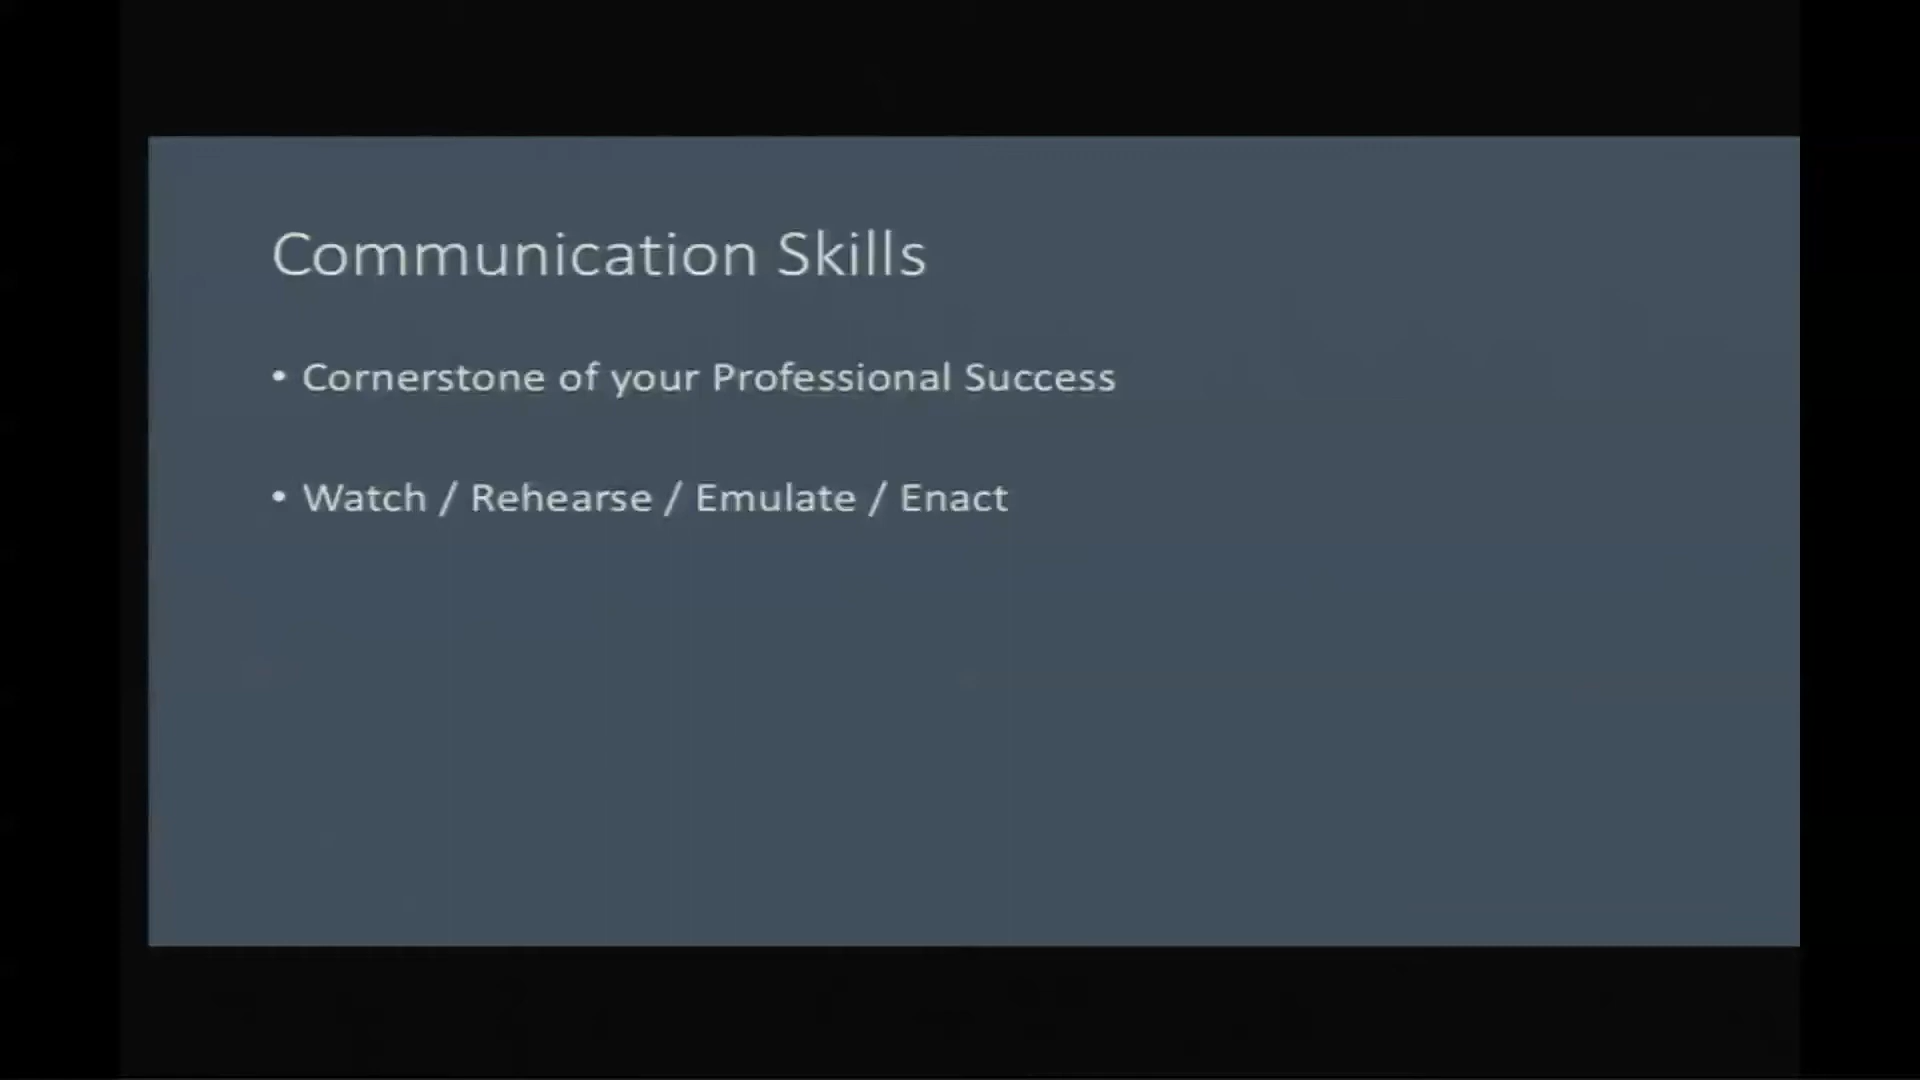 Communication Skills
• Cornerstone of your Professional Success
• Watch / Rehearse / Emulate / Enact